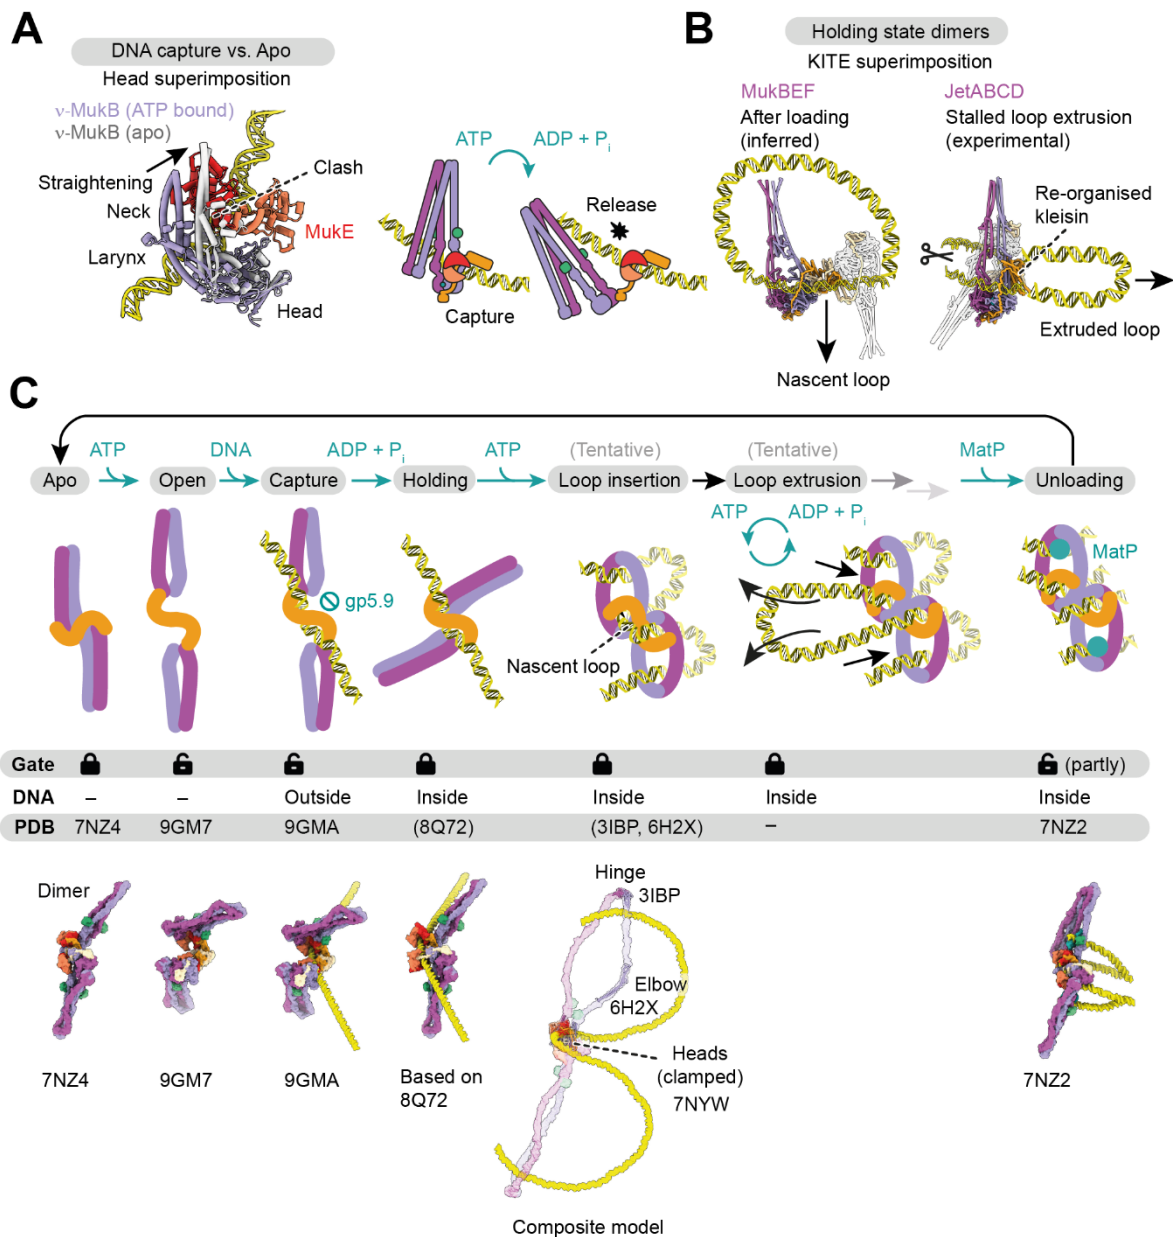 A
DNA capture vs. Apo
Head superimposition
ν-MukB (ATP bound)
ν-MukB (apo)
Straightening
Neck
Larynx
Clash
MukE
Head
ATP
ADP + Pi
Release
Capture
B
Holding state dimers
KITE superimposition
MukBEF
After loading
(inferred)
JetABCD
Stalled loop extrusion
(experimental)
Re-organised
kleisin
Extruded loop
Nascent loop
C
ATP
DNA
ADP + Pi
ATP
(Tentative)
(Tentative)
MatP
Apo
Open
Capture
Holding
Loop insertion
Loop extrusion
Unloading
ATP
ADP + Pi
gp5.9
Nascent loop
MatP
Gate
(partly)
DNA
–
–
Outside
Inside
Inside
Inside
Inside
PDB
7NZ4
9GM7
9GMA
(8Q72)
(3IBP, 6H2X)
–
7NZ2
Dimer
Hinge
3IBP
Elbow
6H2X
Heads
(clamped)
7NYW
7NZ4
9GM7
9GMA
Based on
8Q72
7NZ2
Composite model